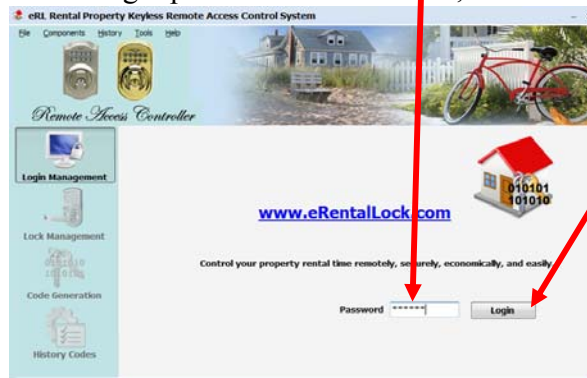 eRL Rental Property Keyless Remote Access Control System
File Components History Tools Help
Remote Access Controller
Login Management
010101
101010
www.eRentalLock.com
Lock Management
Control your property rental time remotely, securely, economically, and easily.
Code Generation
Password ****** Login
History Codes